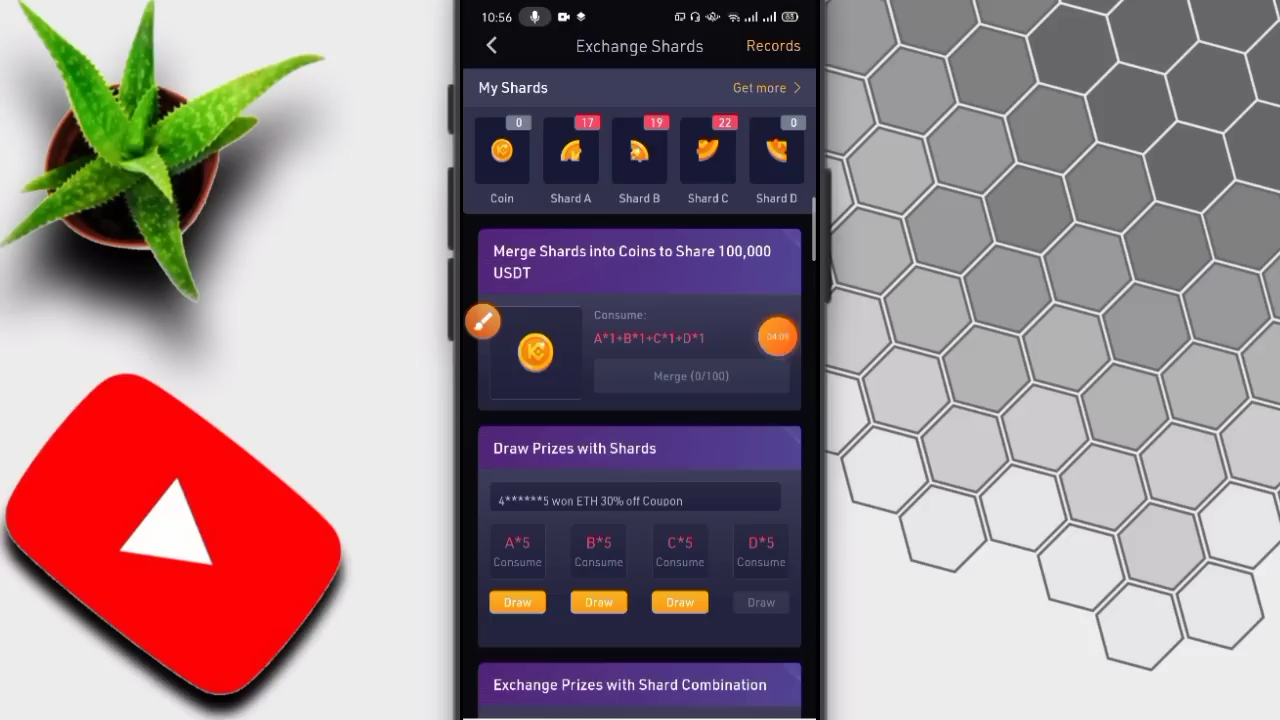 10:56
63
Exchange Shards
Records
My Shards
Get more
0
17
19
22
0
Coin
Shard A
Shard B
Shard C
Shard D
Merge Shards into Coins to Share 100,000
USDT
Consume:
A*1+B*1+C*1+D*1
04:09
Merge (0/100)
Draw Prizes with Shards
4******5 won ETH 30% off Coupon
A*5
B*5
C*5
D*5
Consume
Consume
Consume
Consume
Draw
Draw
Draw
Draw
Exchange Prizes with Shard Combination